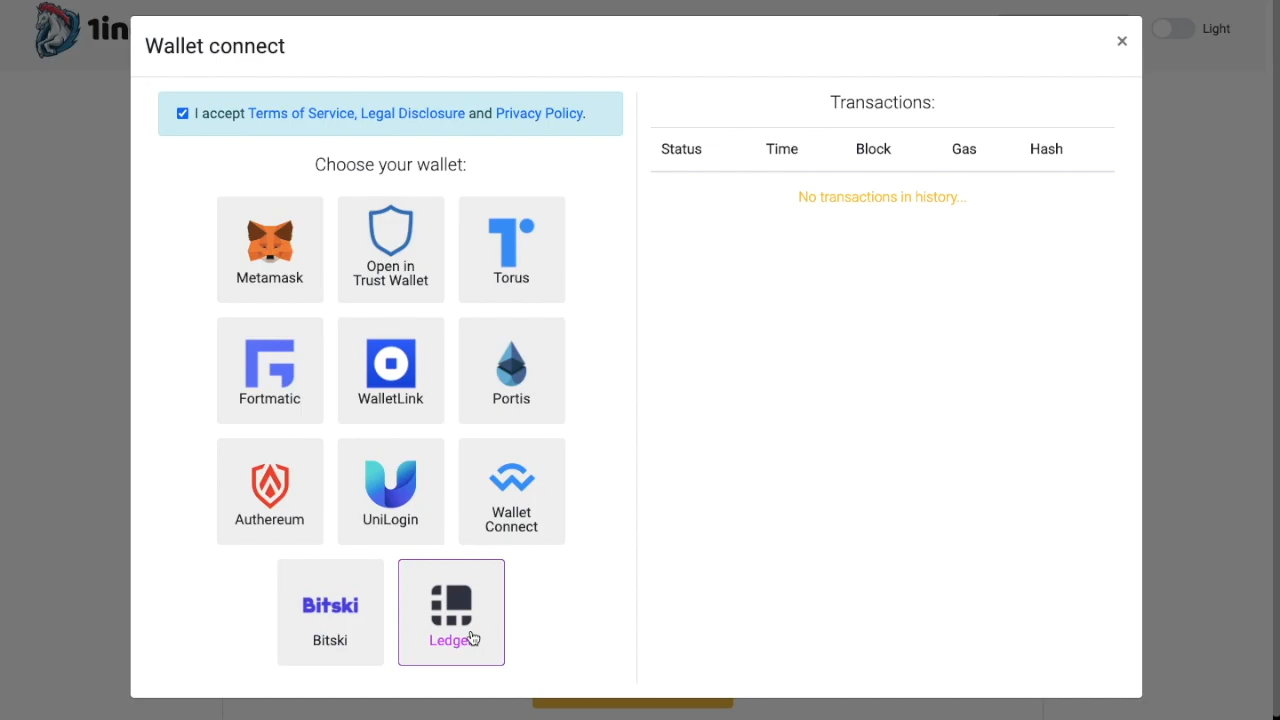 1in
Light
Wallet connect
×
I accept Terms of Service, Legal Disclosure and Privacy Policy.
Choose your wallet:
Metamask
Open in
Trust Wallet
Torus
Fortmatic
WalletLink
Portis
Authereum
UniLogin
Wallet
Connect
Bitski
Bitski
Ledge
Transactions:
Status Time Block Gas Hash
No transactions in history...